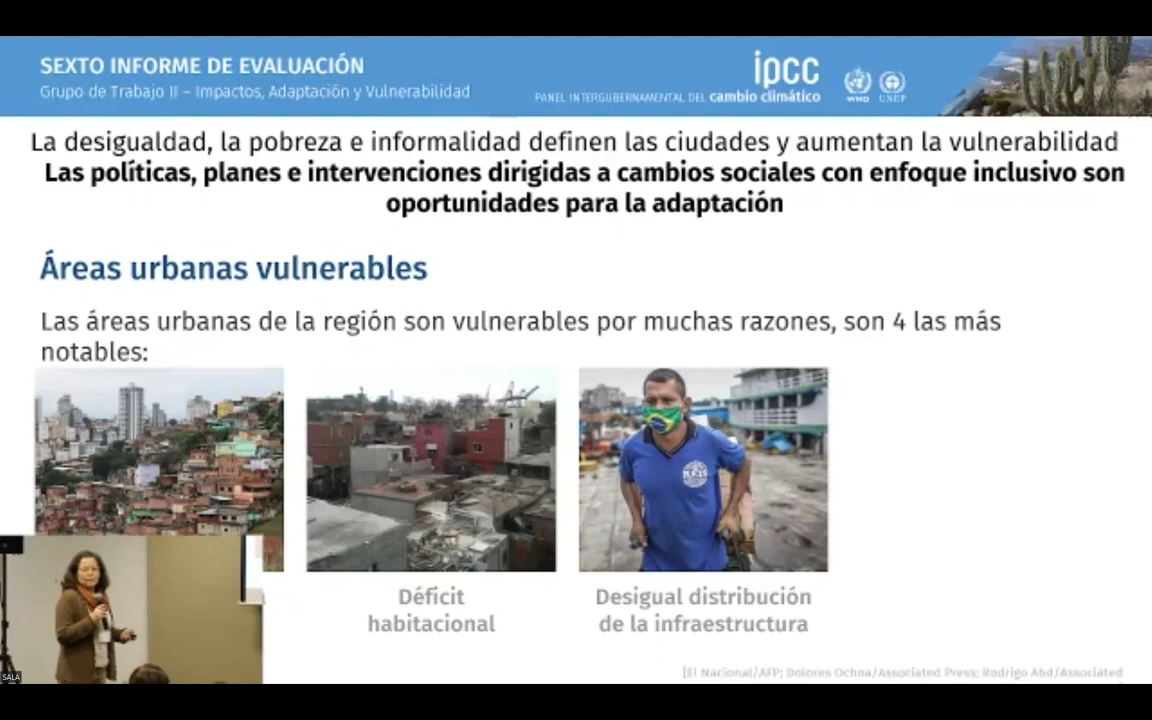 SEXTO INFORME DE EVALUACIÓN
Grupo de Trabajo II – Impactos, Adaptación y Vulnerabilidad
ipcc
PANEL INTERGUBERNAMENTAL DEL cambio climático
WMO UNEP
La desigualdad, la pobreza e informalidad definen las ciudades y aumentan la vulnerabilidad
Las políticas, planes e intervenciones dirigidas a cambios sociales con enfoque inclusivo son
oportunidades para la adaptación
Áreas urbanas vulnerables
Las áreas urbanas de la región son vulnerables por muchas razones, son 4 las más
notables:
Déficit
habitacional
Desigual distribución
de la infraestructura
[El Nacional/AFP; Dolores Ochoa/Associated Press; Rodrigo Abd/Associated
SALA